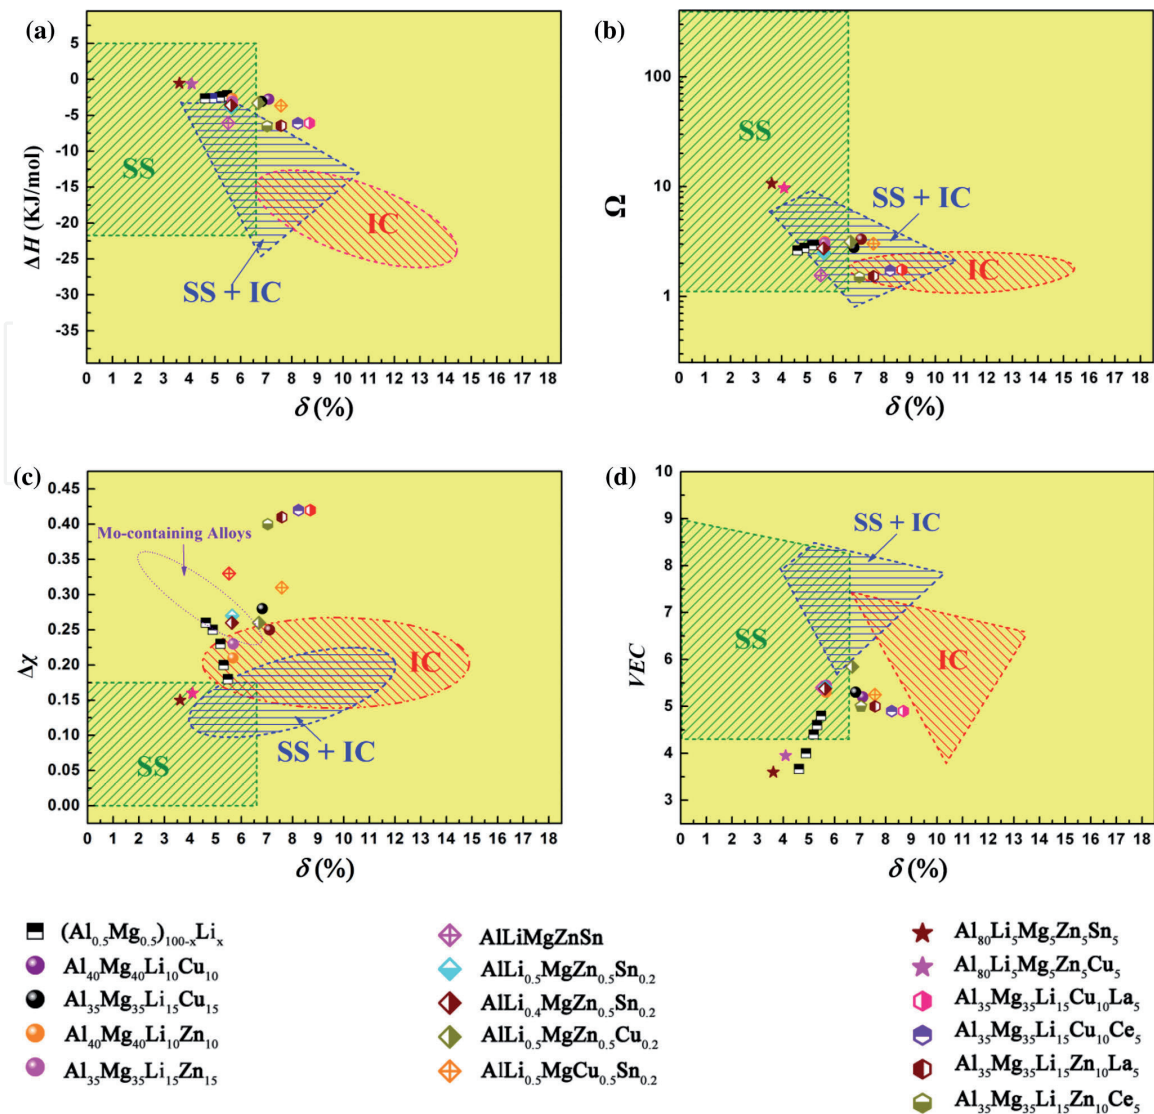 (a)
5
0
-5
-10
-15
-20
-25
-30
-35
ΔH (KJ/mol)
SS
SS + IC
IC
0 1 2 3 4 5 6 7 8 9 10 11 12 13 14 15 16 17 18
δ (%)
(b)
100
10
1
Ω
SS
SS + IC
IC
0 1 2 3 4 5 6 7 8 9 10 11 12 13 14 15 16 17 18
δ (%)
(c)
0.45
0.40
0.35
0.30
0.25
0.20
0.15
0.10
0.05
0.00
Δχ
Mo-containing Alloys
IC
SS
SS + IC
0 1 2 3 4 5 6 7 8 9 10 11 12 13 14 15 16 17 18
δ (%)
(d)
10
9
8
7
6
5
4
3
VEC
SS + IC
SS
IC
0 1 2 3 4 5 6 7 8 9 10 11 12 13 14 15 16 17 18
δ (%)
(Al0.5Mg0.5)100-xLix
Al40Mg40Li10Cu10
Al35Mg35Li15Cu15
Al40Mg40Li10Zn10
Al35Mg35Li15Zn15
AlLiMgZnSn
AlLi0.5MgZn0.5Sn0.2
AlLi0.4MgZn0.5Sn0.2
AlLi0.5MgZn0.5Cu0.2
AlLi0.5MgCu0.5Sn0.2
Al80Li5Mg5Zn5Sn5
Al80Li5Mg5Zn5Cu5
Al35Mg35Li15Cu10La5
Al35Mg35Li15Cu10Ce5
Al35Mg35Li15Zn10La5
Al35Mg35Li15Zn10Ce5